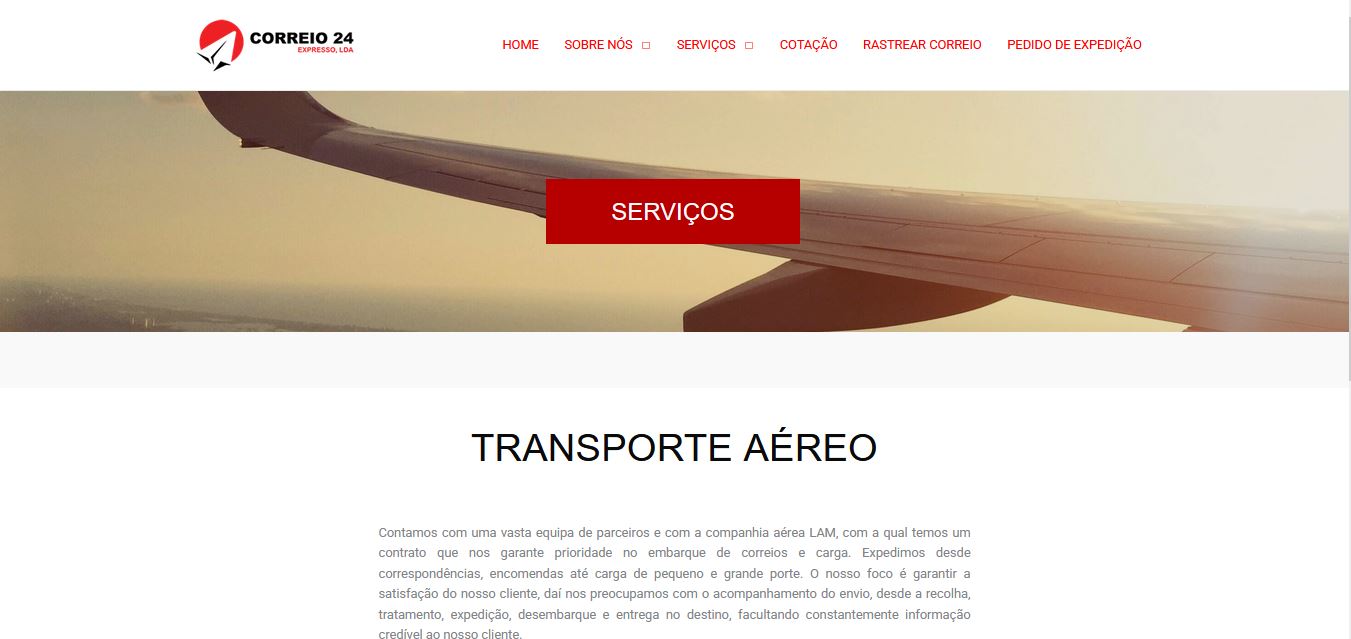 CORREIO 24
EXPRESSO, LDA
HOME SOBRE NÓS SERVIÇOS COTAÇÃO RASTREAR CORREIO PEDIDO DE EXPEDIÇÃO
SERVIÇOS
TRANSPORTE AÉREO
Contamos com uma vasta equipa de parceiros e com a companhia aérea LAM, com a qual temos um
contrato que nos garante prioridade no embarque de correios e carga. Expedimos desde
correspondências, encomendas até carga de pequeno e grande porte. O nosso foco é garantir a
satisfação do nosso cliente, daí nos preocupamos com o acompanhamento do envio, desde a recolha,
tratamento, expedição, desembarque e entrega no destino, facultando constantemente informação
credível ao nosso cliente.